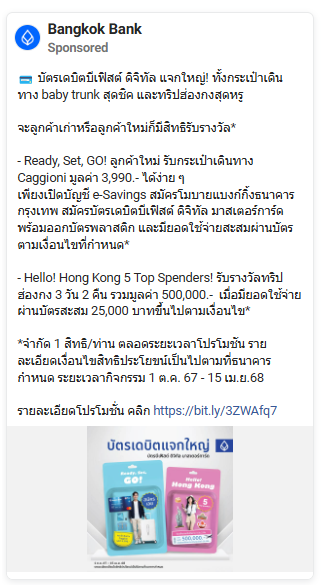 Bangkok Bank
Sponsored
บัตรเดบิตบีเฟิสต์ ดิจิทัล แจกใหญ่! ทั้งกระเป๋าเดิน
ทาง baby trunk สุดชิค และทริปฮ่องกงสุดหรู
จะลูกค้าเก่าหรือลูกค้าใหม่ก็มีสิทธิรับรางวัล*
- Ready, Set, GO! ลูกค้าใหม่ รับกระเป๋าเดินทาง
Caggioni มูลค่า 3,990.- ได้ง่าย ๆ
เพียงเปิดบัญชี e-Savings สมัครโมบายแบงก์กิ้งธนาคาร
กรุงเทพ สมัครบัตรเดบิตบีเฟิสต์ ดิจิทัล มาสเตอร์การ์ด
พร้อมออกบัตรพลาสติก และมียอดใช้จ่ายสะสมผ่านบัตร
ตามเงื่อนไขที่กำหนด*
- Hello! Hong Kong 5 Top Spenders! รับรางวัลทริป
ฮ่องกง 3 วัน 2 คืน รวมมูลค่า 500,000.- เมื่อมียอดใช้จ่าย
ผ่านบัตรสะสม 25,000 บาทขึ้นไปตามเงื่อนไข*
*จำกัด 1 สิทธิ/ท่าน ตลอดระยะเวลาโปรโมชัน ราย
ละเอียดเงื่อนไขสิทธิประโยชน์เป็นไปตามที่ธนาคาร
กำหนด ระยะเวลากิจกรรม 1 ต.ค. 67 - 15 เม.ย.68
รายละเอียดโปรโมชั่น คลิก https://bit.ly/3ZWAfq7
บัตรเดบิตแจกใหญ่
บัตรบีเฟิสต์ ดิจิทัล มาสเตอร์การ์ด
Ready, Set,
GO!
Hello!
Hong Kong
5
500,000